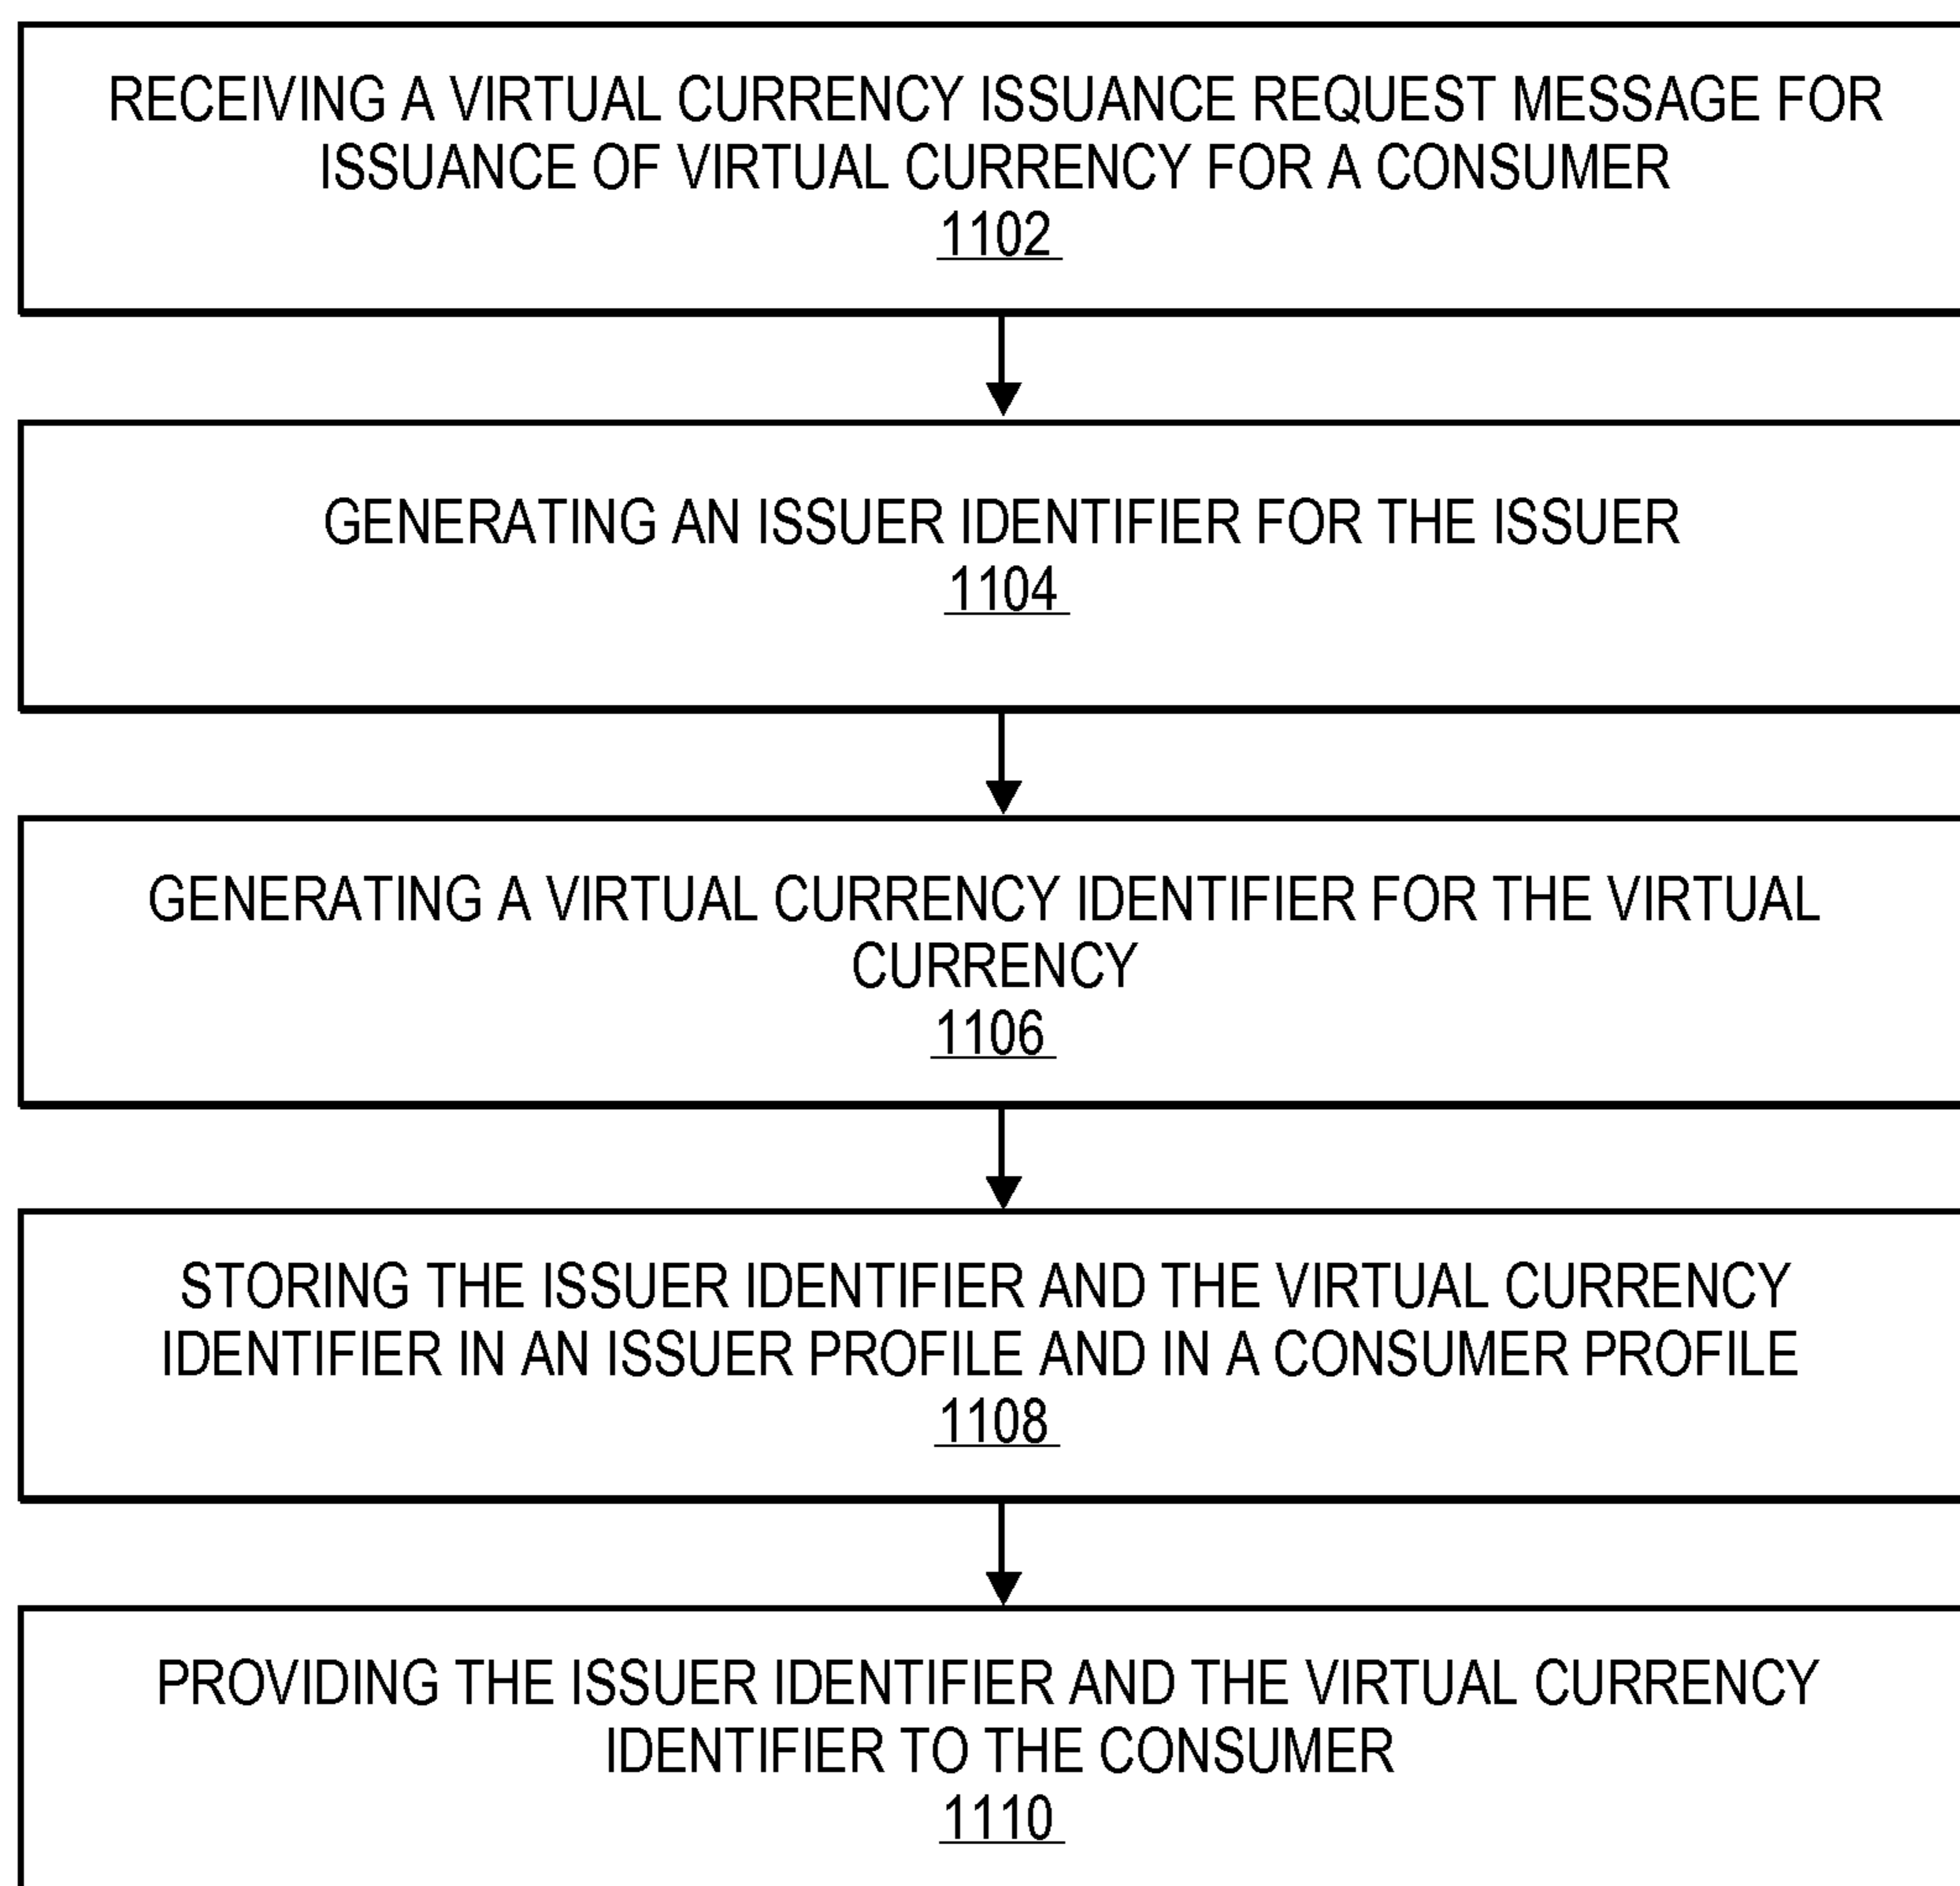 RECEIVING A VIRTUAL CURRENCY ISSUANCE REQUEST MESSAGE FOR
ISSUANCE OF VIRTUAL CURRENCY FOR A CONSUMER
1102
GENERATING AN ISSUER IDENTIFIER FOR THE ISSUER
1104
GENERATING A VIRTUAL CURRENCY IDENTIFIER FOR THE VIRTUAL
CURRENCY
1106
STORING THE ISSUER IDENTIFIER AND THE VIRTUAL CURRENCY
IDENTIFIER IN AN ISSUER PROFILE AND IN A CONSUMER PROFILE
1108
PROVIDING THE ISSUER IDENTIFIER AND THE VIRTUAL CURRENCY
IDENTIFIER TO THE CONSUMER
1110